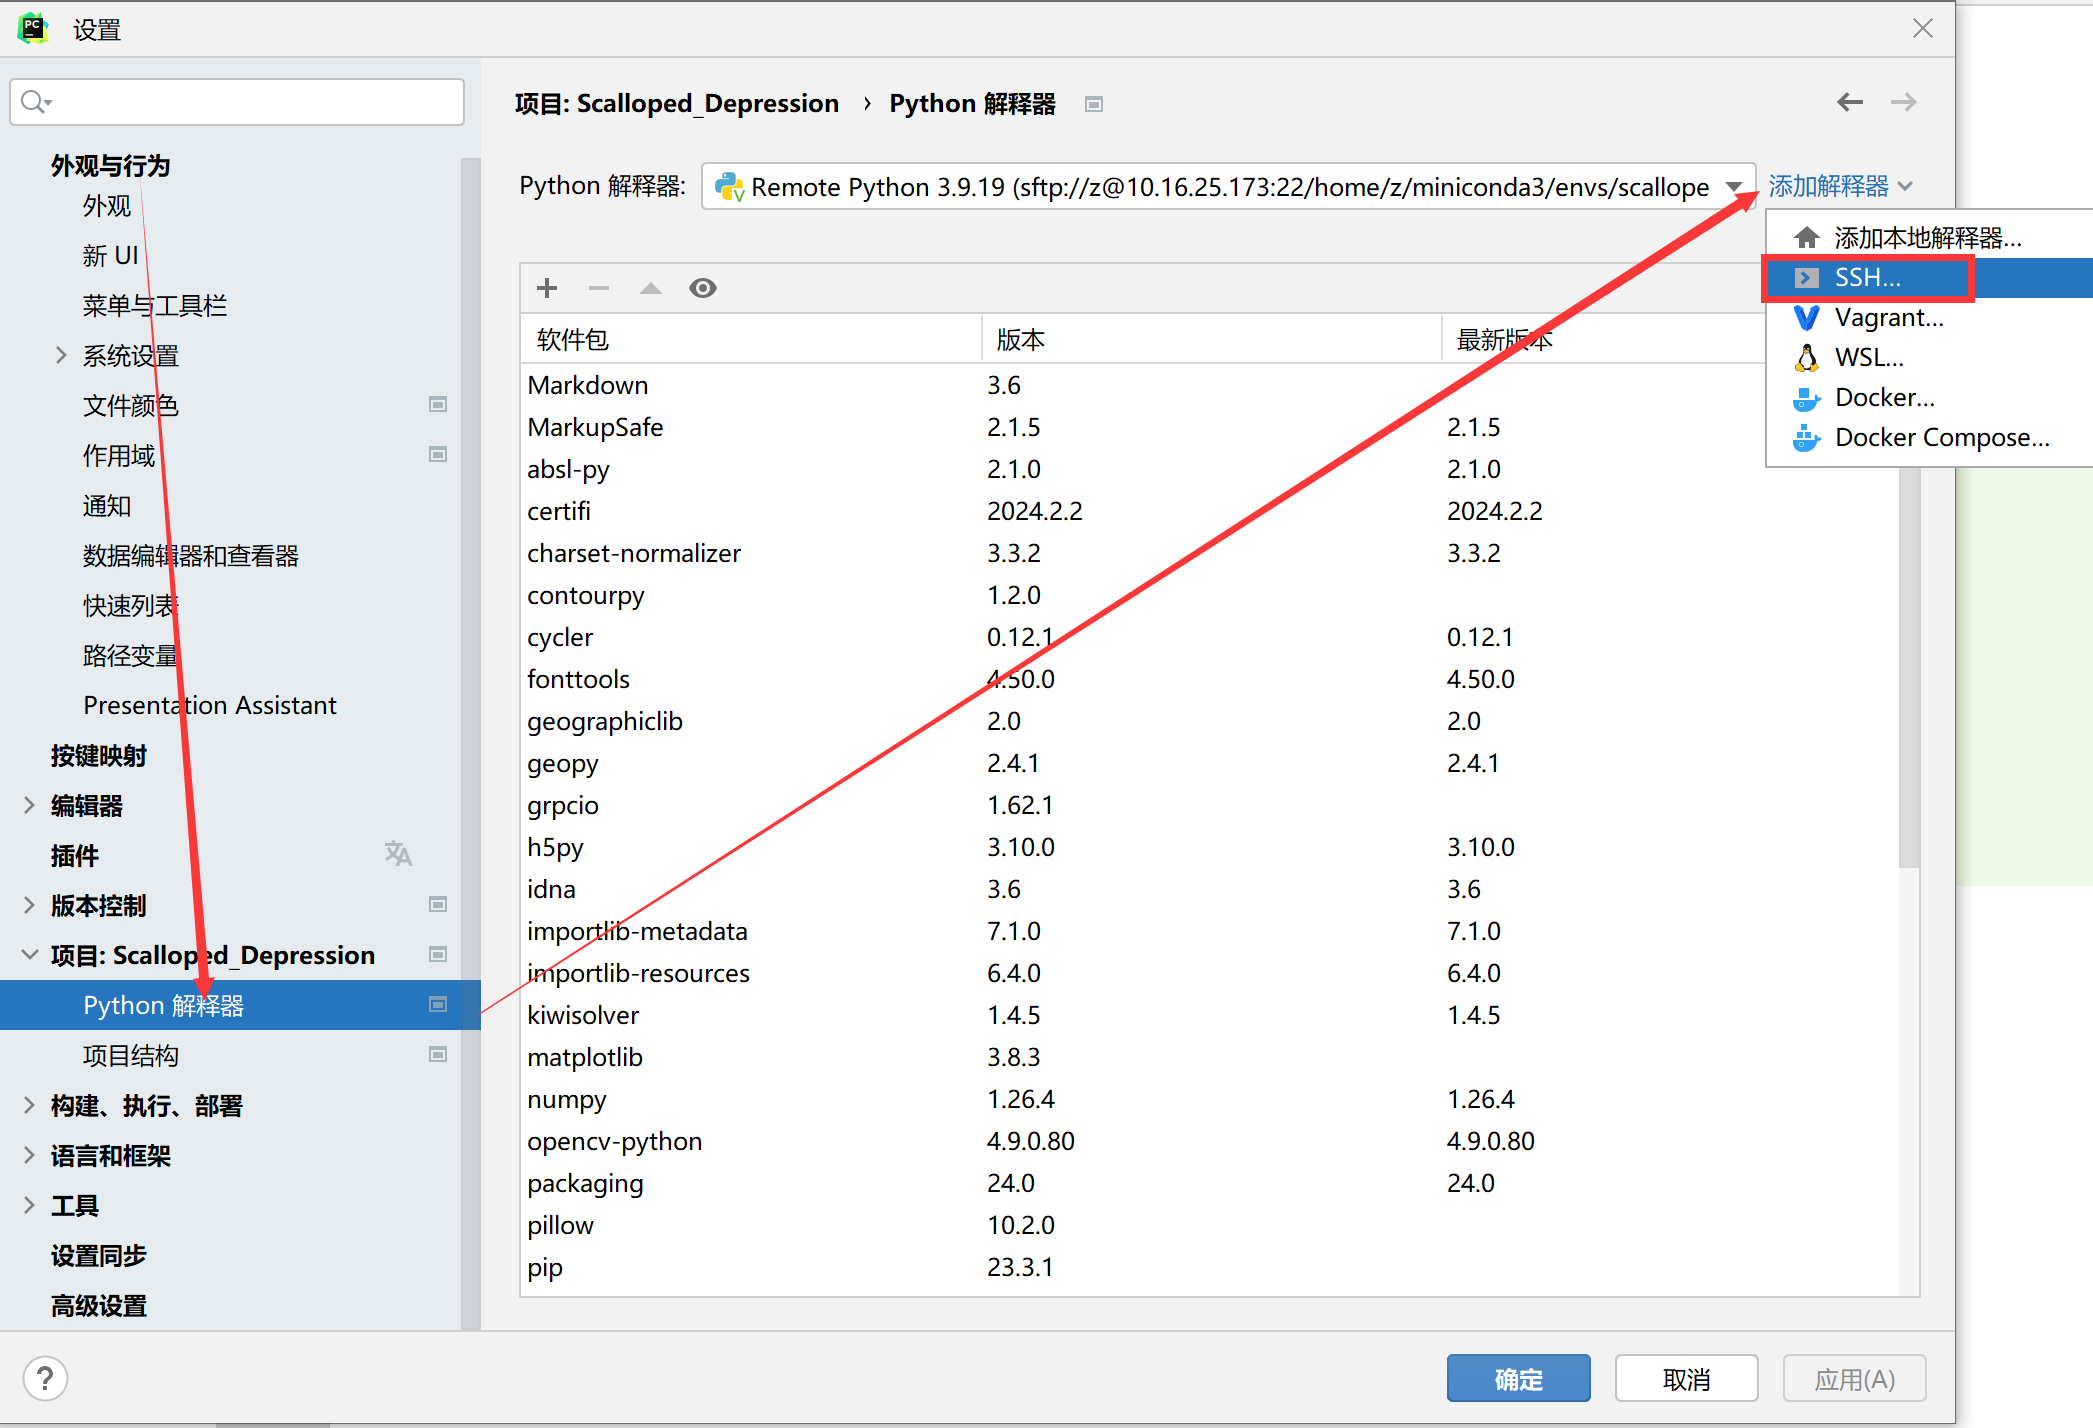 设置
项目: Scalloped_Depression › Python 解释器
Python 解释器: Remote Python 3.9.19 (sftp://z@10.16.25.173:22/home/z/miniconda3/envs/scallope 添加解释器
添加本地解释器...
SSH...
Vagrant...
WSL...
Docker...
Docker Compose...
外观与行为
外观
新 UI
菜单与工具栏
系统设置
文件颜色
作用域
通知
数据编辑器和查看器
快速列表
路径变量
Presentation Assistant
按键映射
编辑器
插件
版本控制
项目: Scalloped_Depression
Python 解释器
项目结构
构建、执行、部署
语言和框架
工具
设置同步
高级设置
软件包 版本 最新版本
Markdown 3.6
MarkupSafe 2.1.5 2.1.5
absl-py 2.1.0 2.1.0
certifi 2024.2.2 2024.2.2
charset-normalizer 3.3.2 3.3.2
contourpy 1.2.0
cycler 0.12.1 0.12.1
fonttools 4.50.0 4.50.0
geographiclib 2.0 2.0
geopy 2.4.1 2.4.1
grpcio 1.62.1
h5py 3.10.0 3.10.0
idna 3.6 3.6
importlib-metadata 7.1.0 7.1.0
importlib-resources 6.4.0 6.4.0
kiwisolver 1.4.5 1.4.5
matplotlib 3.8.3
numpy 1.26.4 1.26.4
opencv-python 4.9.0.80 4.9.0.80
packaging 24.0 24.0
pillow 10.2.0
pip 23.3.1
?
确定 取消 应用(A)